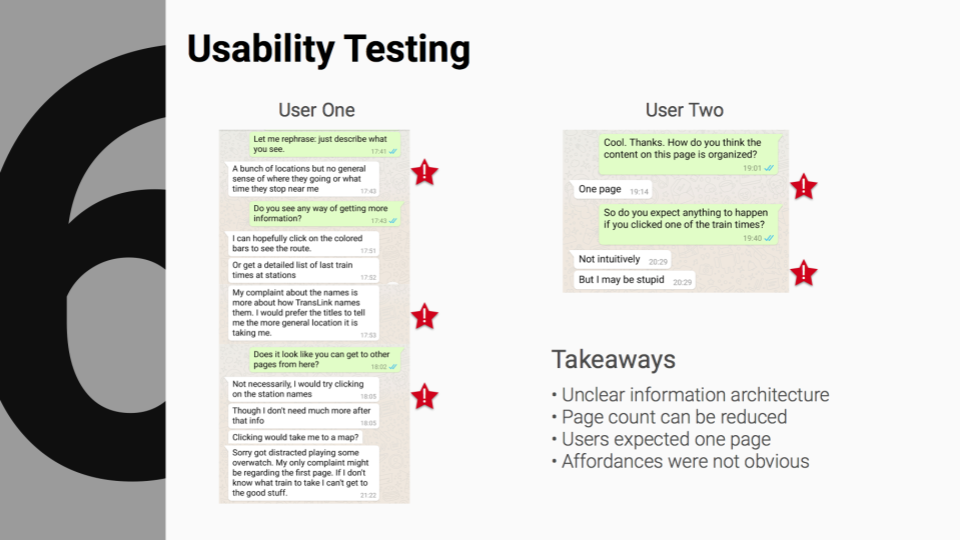 6
Usability Testing
User One
Let me rephrase: just describe what
you see.
17:41
A bunch of locations but no general
sense of where they going or what
time they stop near me
17:43
Do you see any way of getting more
information?
17:43
I can hopefully click on the colored
bars to see the route.
17:51
Or get a detailed list of last train
times at stations
17:52
My complaint about the names is
more about how TransLink names
them. I would prefer the titles to tell
me the more general location it is
taking me.
17:53
Does it look like you can get to other
pages from here?
18:02
Not necessarily, I would try clicking
on the station names
18:05
Though I don't need much more after
that info
18:05
Clicking would take me to a map?
Sorry got distracted playing some
overwatch. My only complaint might
be regarding the first page. If I don't
know what train to take I can't get to
the good stuff.
21:22
User Two
Cool. Thanks. How do you think the
content on this page is organized?
19:01
One page 19:14
So do you expect anything to happen
if you clicked one of the train times?
19:40
Not intuitively 20:29
But I may be stupid 20:29
Takeaways
• Unclear information architecture
• Page count can be reduced
• Users expected one page
• Affordances were not obvious